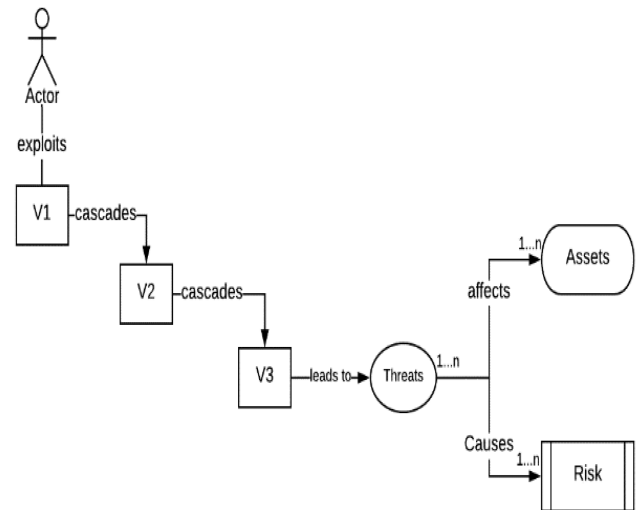 Actor
exploits
V1
cascades
V2
cascades
V3
leads to
Threats
1...n
affects
1...n
Assets
Causes
1...n
Risk